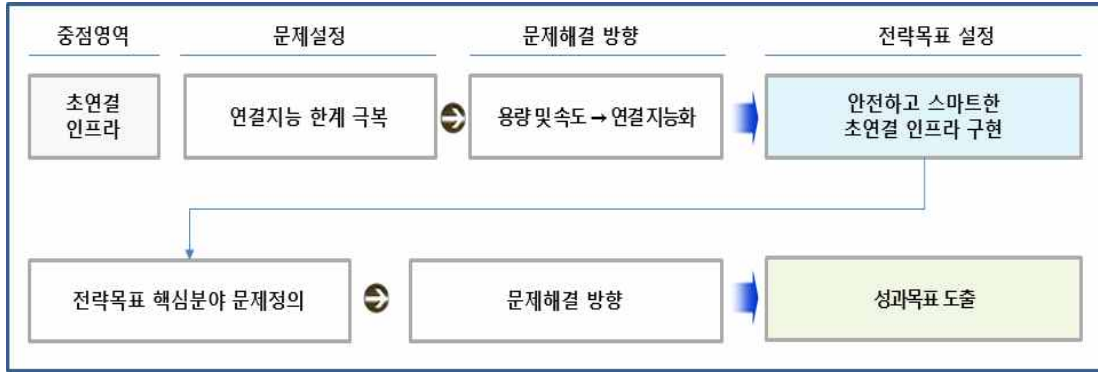 중점영역
문제설정
문제해결 방향
전략목표 설정
초연결
인프라
연결지능 한계 극복
용량 및 속도 → 연결지능화
안전하고 스마트한
초연결 인프라 구현
전략목표 핵심분야 문제정의
문제해결 방향
성과목표 도출